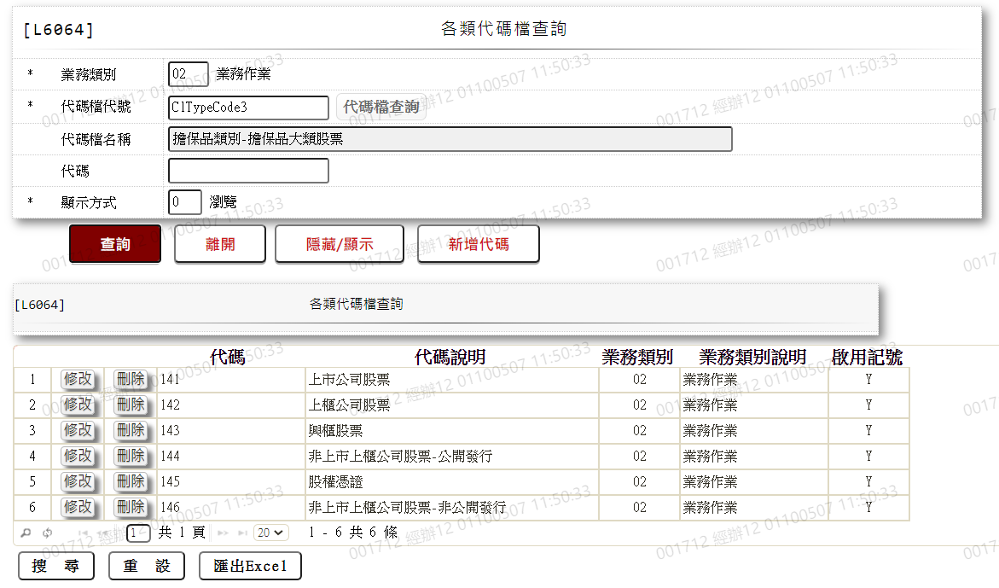 [L6064] 各類代碼檔查詢
* 業務類別 02 業務作業
* 代碼檔代號 ClTypeCode3 代碼檔查詢
代碼檔名稱 擔保品類別-擔保品大類股票
代碼
* 顯示方式 0 瀏覽
查詢 離開 隱藏/顯示 新增代碼
[L6064] 各類代碼檔查詢
代碼 代碼說明 業務類別 業務類別說明 啟用記號
1 修改 刪除 141 上市公司股票 02 業務作業 Y
2 修改 刪除 142 上櫃公司股票 02 業務作業 Y
3 修改 刪除 143 興櫃股票 02 業務作業 Y
4 修改 刪除 144 非上市上櫃公司股票-公開發行 02 業務作業 Y
5 修改 刪除 145 股權憑證 02 業務作業 Y
6 修改 刪除 146 非上市上櫃公司股票-非公開發行 02 業務作業 Y
1 共 1 頁 20 1 - 6 共 6 條
搜 尋 重 設 匯出Excel
001712 經辦12 01100507 11:50:33